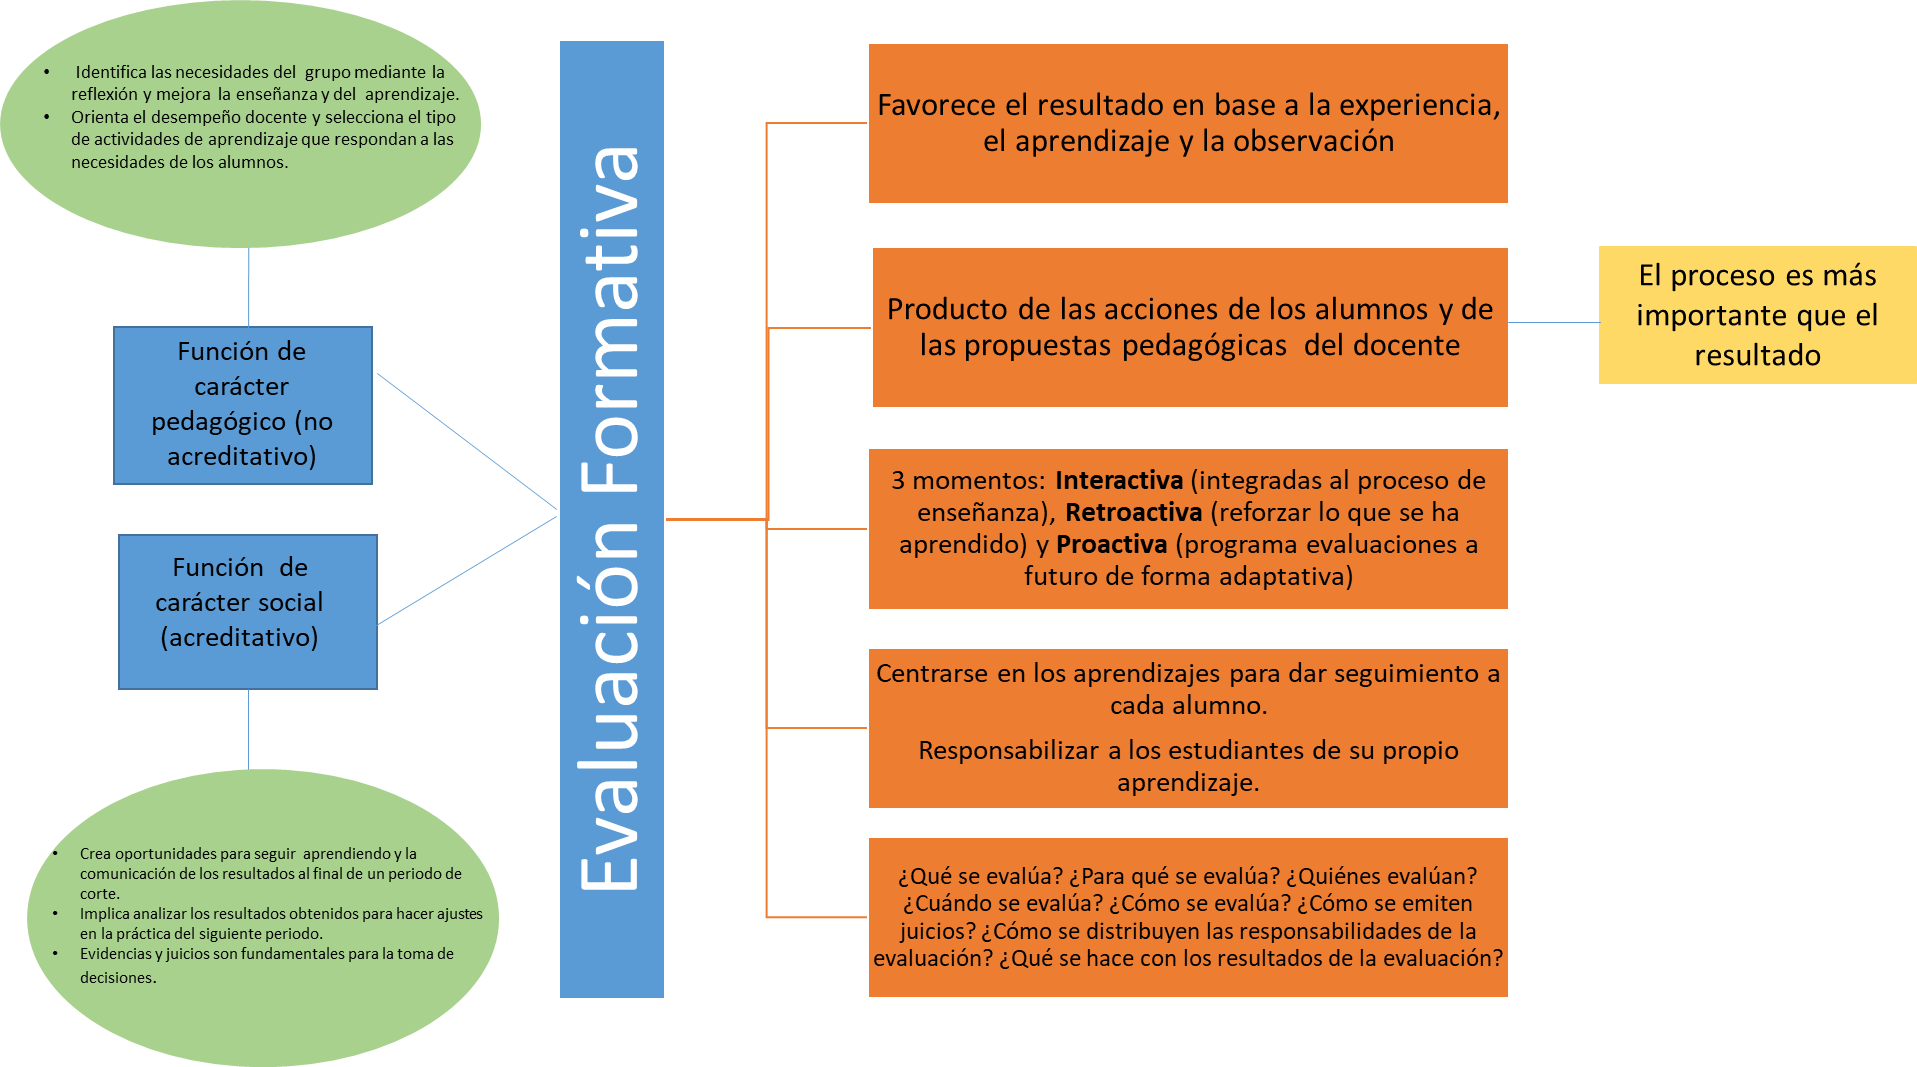 • Identifica las necesidades del grupo mediante la
reflexión y mejora la enseñanza y del aprendizaje.
• Orienta el desempeño docente y selecciona el tipo
de actividades de aprendizaje que respondan a las
necesidades de los alumnos.
Función de
carácter
pedagógico (no
acreditativo)
Función de
carácter social
(acreditativo)
• Crea oportunidades para seguir aprendiendo y la
comunicación de los resultados al final de un periodo de
corte.
• Implica analizar los resultados obtenidos para hacer ajustes
en la práctica del siguiente periodo.
• Evidencias y juicios son fundamentales para la toma de
decisiones.
Evaluación Formativa
Favorece el resultado en base a la experiencia,
el aprendizaje y la observación
Producto de las acciones de los alumnos y de
las propuestas pedagógicas del docente
El proceso es más
importante que el
resultado
3 momentos: Interactiva (integradas al proceso de
enseñanza), Retroactiva (reforzar lo que se ha
aprendido) y Proactiva (programa evaluaciones a
futuro de forma adaptativa)
Centrarse en los aprendizajes para dar seguimiento a
cada alumno.
Responsabilizar a los estudiantes de su propio
aprendizaje.
¿Qué se evalúa? ¿Para qué se evalúa? ¿Quiénes evalúan?
¿Cuándo se evalúa? ¿Cómo se evalúa? ¿Cómo se emiten
juicios? ¿Cómo se distribuyen las responsabilidades de la
evaluación? ¿Qué se hace con los resultados de la evaluación?